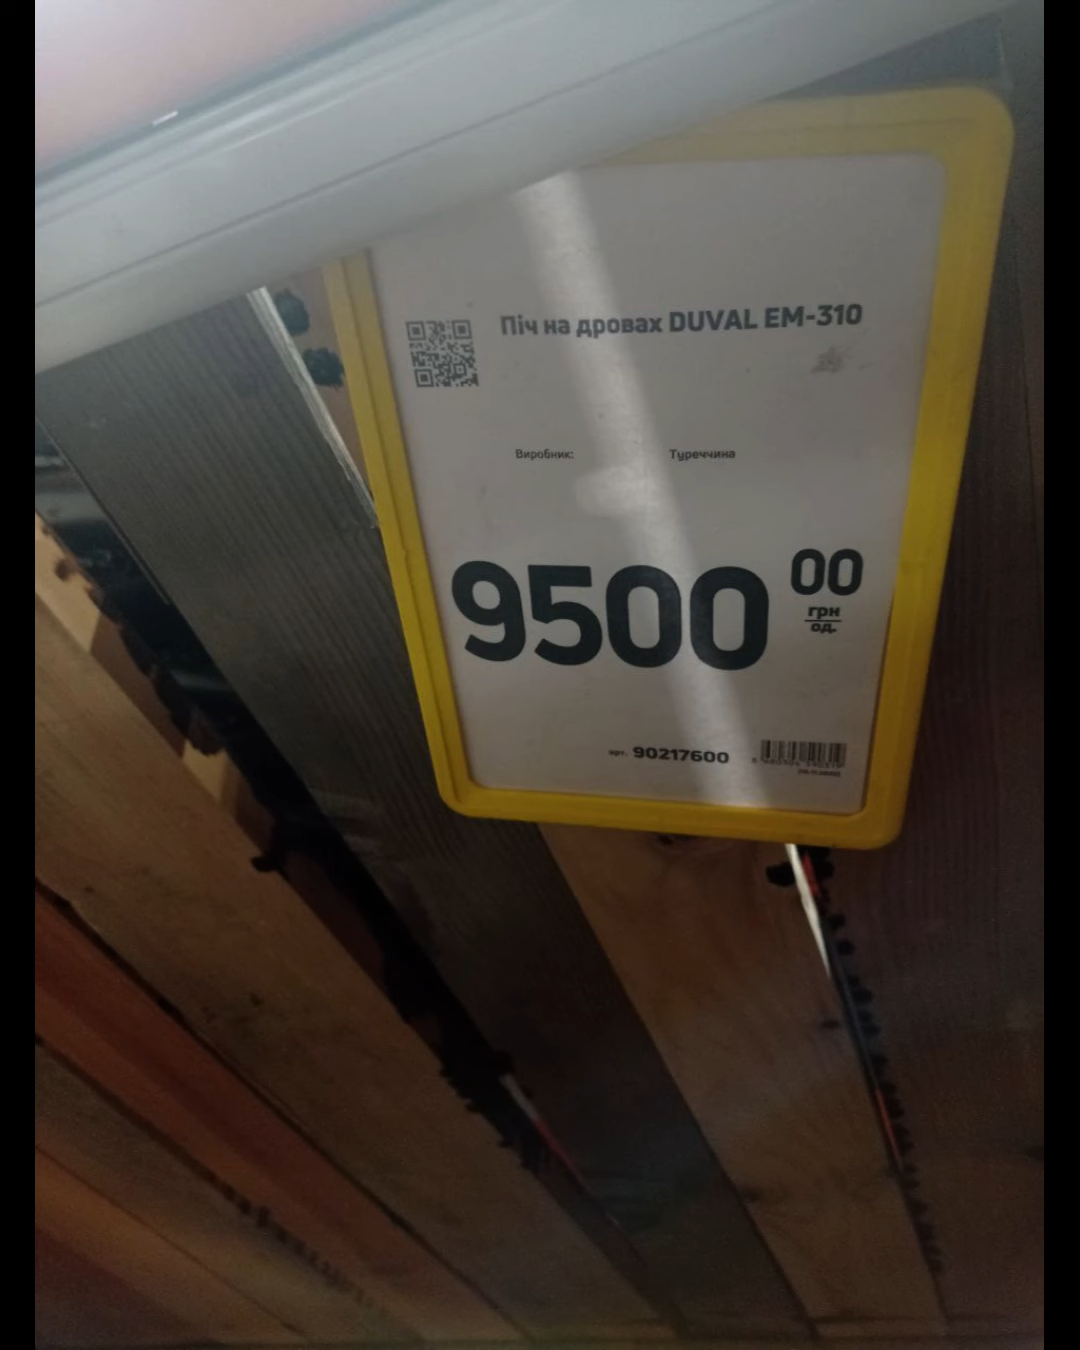 Піч на дровах DUVAL EM-310
Виробник: Туреччина
9500 00
грн
од.
арт. 90217600